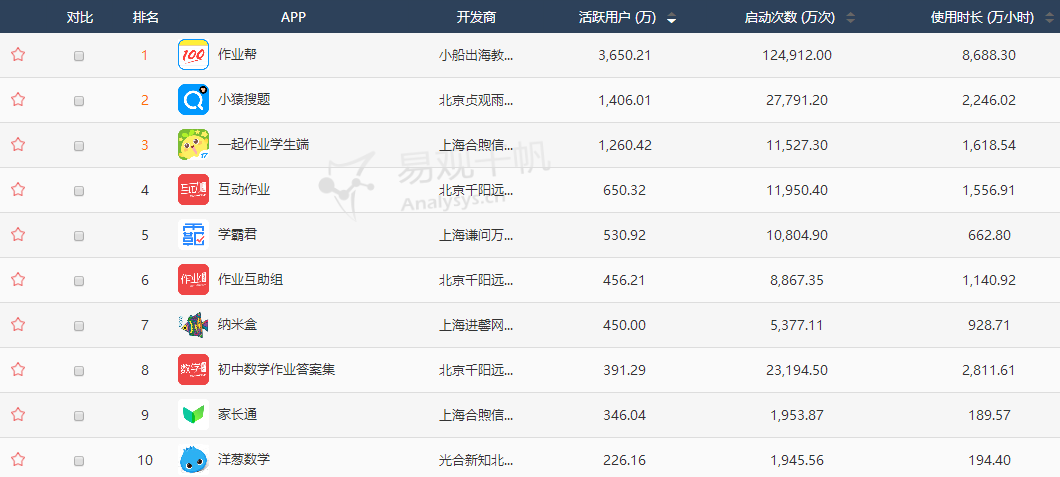 对比 排名 APP 开发商 活跃用户 (万) 启动次数 (万次) 使用时长 (万小时)
1 100 作业帮 小船出海教... 3,650.21 124,912.00 8,688.30
2 小猿搜题 北京贞观雨... 1,406.01 27,791.20 2,246.02
3 17 一起作业学生端 上海合煦信... 1,260.42 11,527.30 1,618.54
易观千帆
Analysys.cn
4 互动作业 北京千阳远... 650.32 11,950.40 1,556.91
5 学霸君 上海谦问万... 530.92 10,804.90 662.80
6 作业 作业互助组 北京千阳远... 456.21 8,867.35 1,140.92
7 纳米盒 上海进馨网... 450.00 5,377.11 928.71
8 数学 初中数学作业答案集 北京千阳远... 391.29 23,194.50 2,811.61
9 家长通 上海合煦信... 346.04 1,953.87 189.57
10 洋葱数学 光合新知北... 226.16 1,945.56 194.40